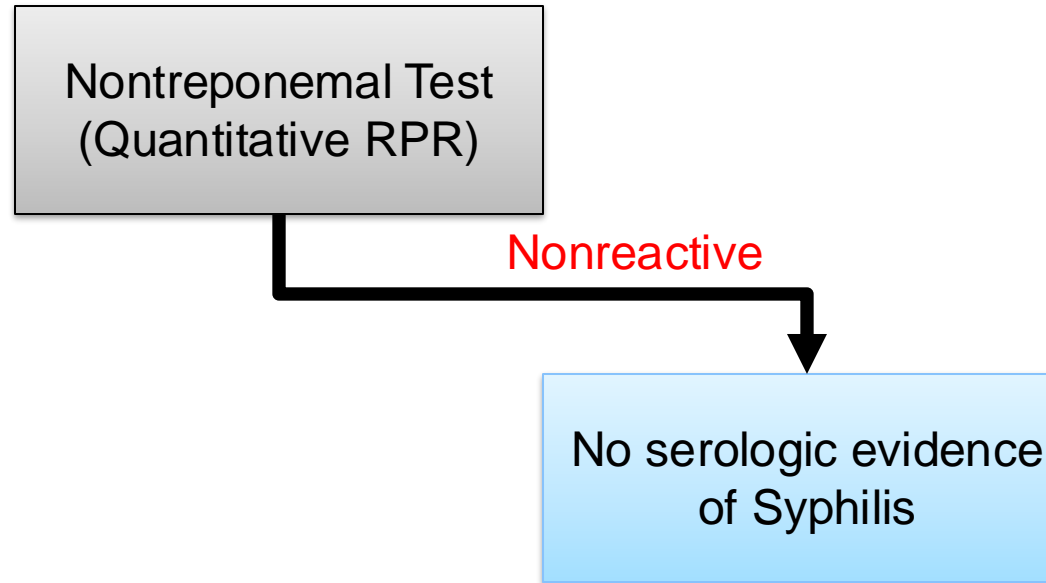 Nontreponemal Test
(Quantitative RPR)
Nonreactive
No serologic evidence
of Syphilis